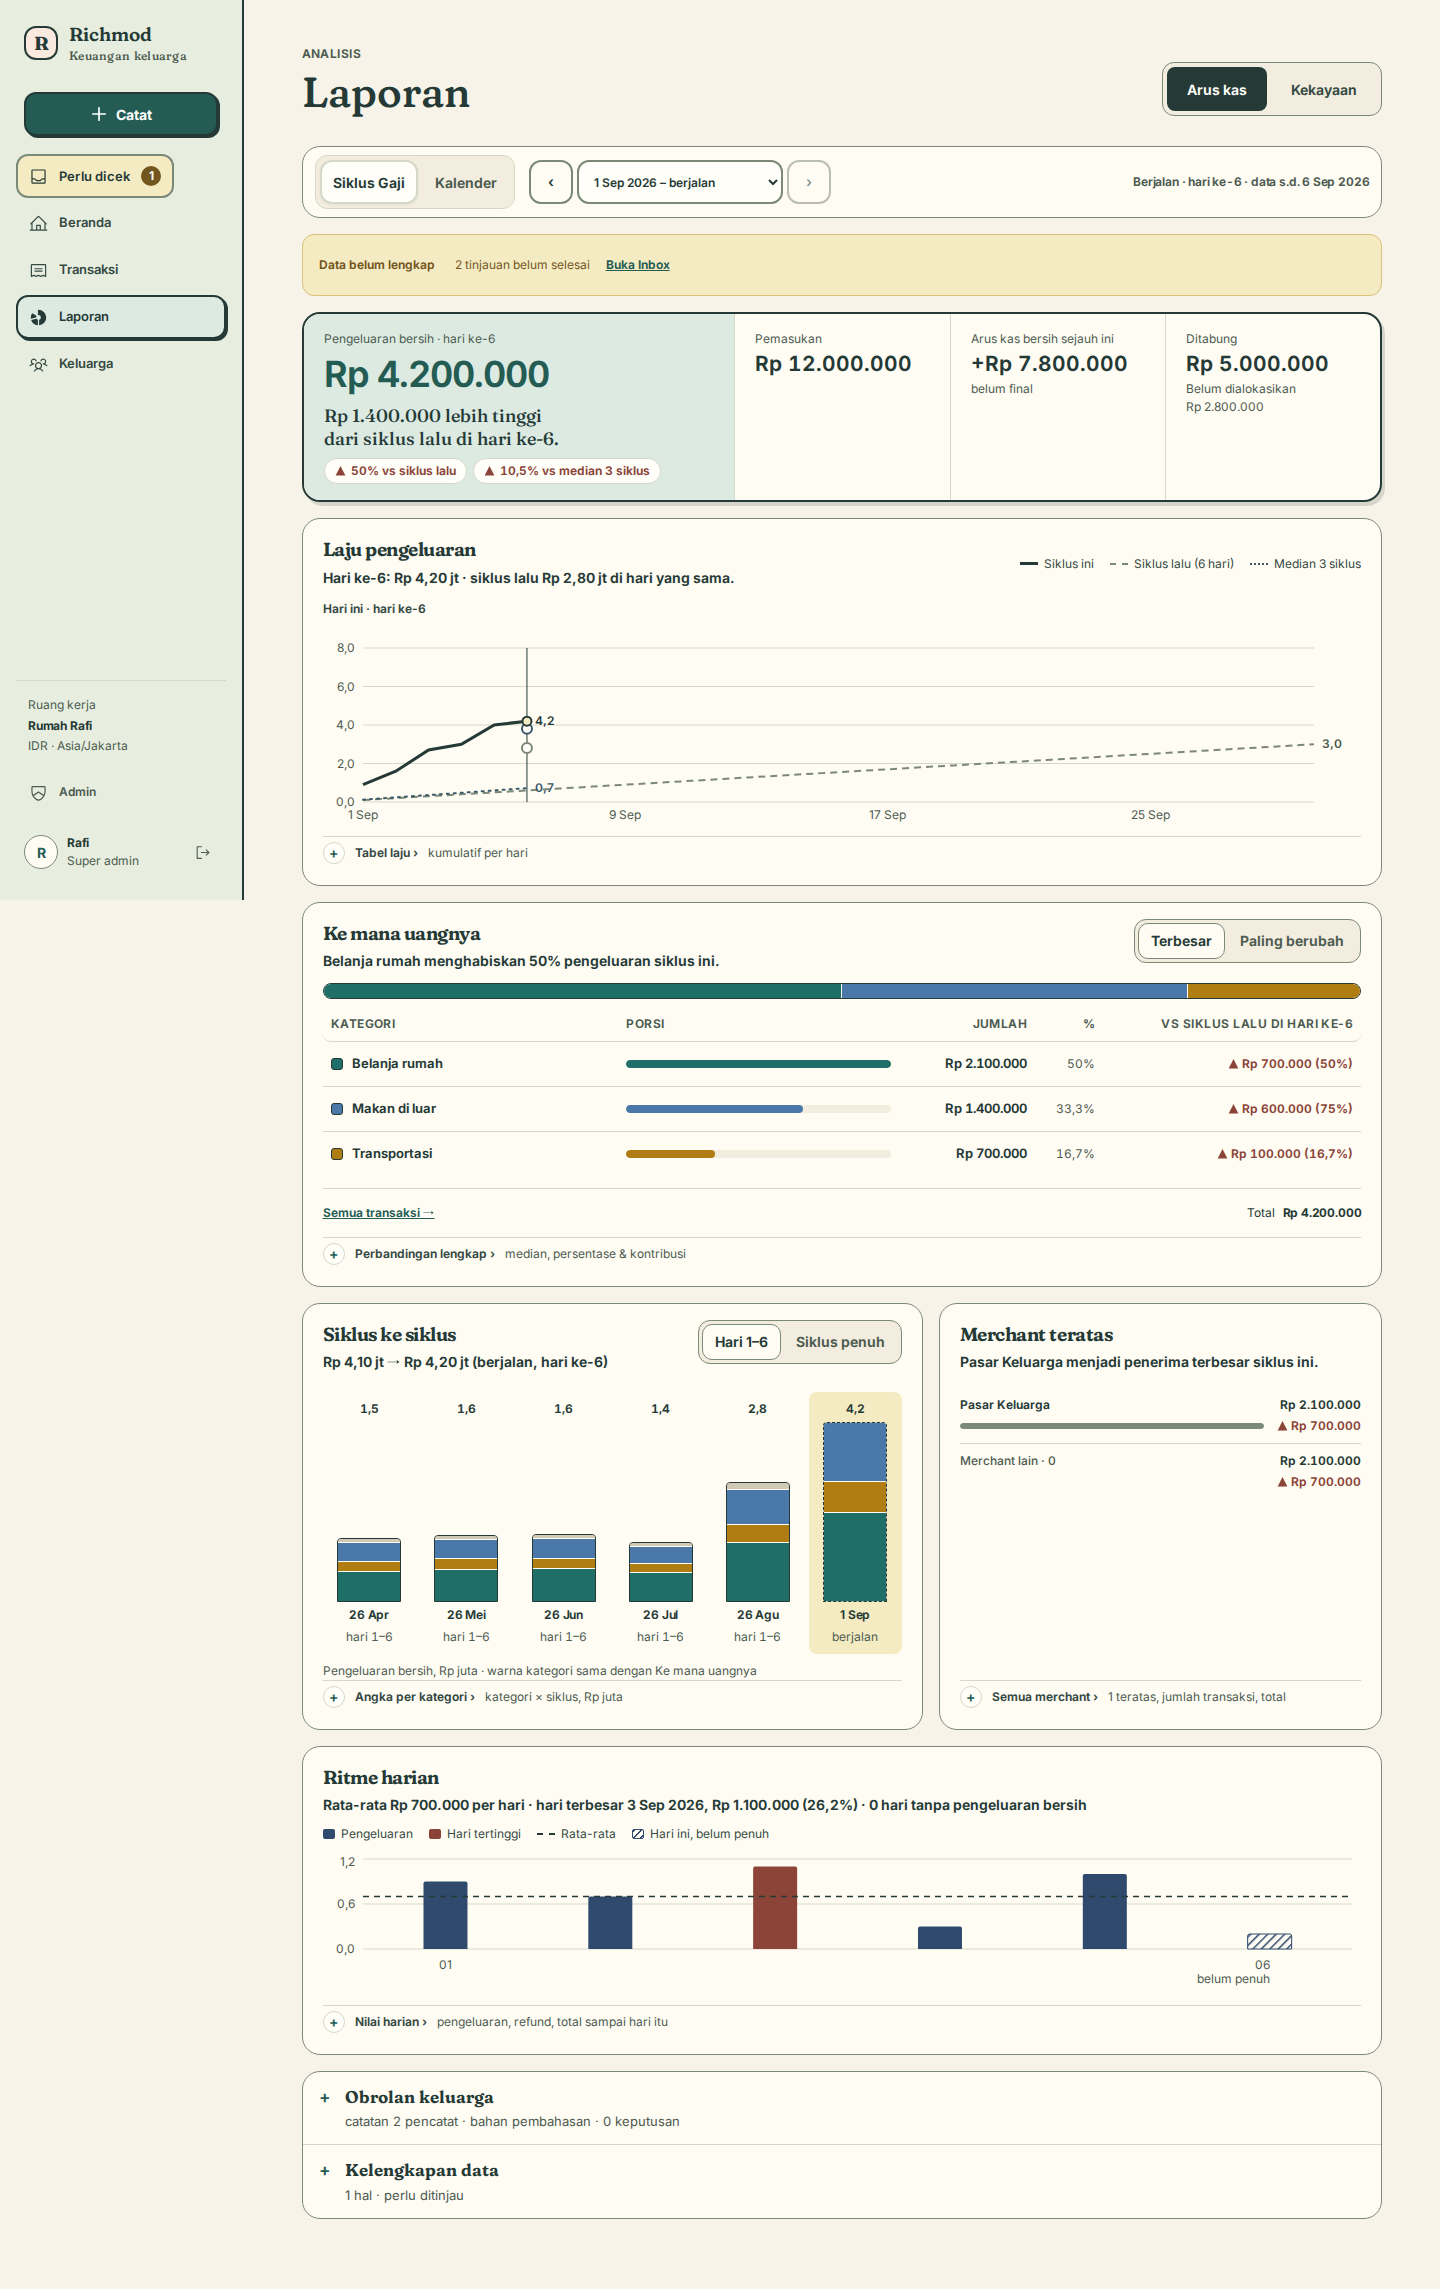 R
Richmod
Keuangan keluarga
+ Catat
Perlu dicek 1
Beranda
Transaksi
Laporan
Keluarga
Ruang kerja
Rumah Rafi
IDR · Asia/Jakarta
Admin
R
Rafi
Super admin
ANALISIS
Laporan
Arus kas Kekayaan
Siklus Gaji Kalender ‹ 1 Sep 2026 – berjalan ›
Berjalan · hari ke-6 · data s.d. 6 Sep 2026
Data belum lengkap 2 tinjauan belum selesai Buka Inbox
Pengeluaran bersih · hari ke-6
Rp 4.200.000
Rp 1.400.000 lebih tinggi
dari siklus lalu di hari ke-6.
▲ 50% vs siklus lalu ▲ 10,5% vs median 3 siklus
Pemasukan
Rp 12.000.000
Arus kas bersih sejauh ini
+Rp 7.800.000
belum final
Ditabung
Rp 5.000.000
Belum dialokasikan
Rp 2.800.000
Laju pengeluaran
Hari ke-6: Rp 4,20 jt · siklus lalu Rp 2,80 jt di hari yang sama.
Siklus ini Siklus lalu (6 hari) Median 3 siklus
Hari ini · hari ke-6
8,0
6,0
4,0
2,0
0,0
4,2
0,7
3,0
1 Sep 9 Sep 17 Sep 25 Sep
+ Tabel laju › kumulatif per hari
Ke mana uangnya
Belanja rumah menghabiskan 50% pengeluaran siklus ini.
Terbesar Paling berubah
KATEGORI PORSI JUMLAH % VS SIKLUS LALU DI HARI KE-6
Belanja rumah Rp 2.100.000 50% ▲ Rp 700.000 (50%)
Makan di luar Rp 1.400.000 33,3% ▲ Rp 600.000 (75%)
Transportasi Rp 700.000 16,7% ▲ Rp 100.000 (16,7%)
Semua transaksi → Total Rp 4.200.000
+ Perbandingan lengkap › median, persentase & kontribusi
Siklus ke siklus
Rp 4,10 jt → Rp 4,20 jt (berjalan, hari ke-6)
Hari 1–6 Siklus penuh
1,5 1,6 1,6 1,4 2,8 4,2
26 Apr 26 Mei 26 Jun 26 Jul 26 Agu 1 Sep
hari 1–6 hari 1–6 hari 1–6 hari 1–6 hari 1–6 berjalan
Pengeluaran bersih, Rp juta · warna kategori sama dengan Ke mana uangnya
+ Angka per kategori › kategori × siklus, Rp juta
Merchant teratas
Pasar Keluarga menjadi penerima terbesar siklus ini.
Pasar Keluarga Rp 2.100.000
▲ Rp 700.000
Merchant lain · 0 Rp 2.100.000
▲ Rp 700.000
+ Semua merchant › 1 teratas, jumlah transaksi, total
Ritme harian
Rata-rata Rp 700.000 per hari · hari terbesar 3 Sep 2026, Rp 1.100.000 (26,2%) · 0 hari tanpa pengeluaran bersih
Pengeluaran Hari tertinggi Rata-rata Hari ini, belum penuh
1,2
0,6
0,0
01 06
belum penuh
+ Nilai harian › pengeluaran, refund, total sampai hari itu
+ Obrolan keluarga
catatan 2 pencatat · bahan pembahasan · 0 keputusan
+ Kelengkapan data
1 hal · perlu ditinjau